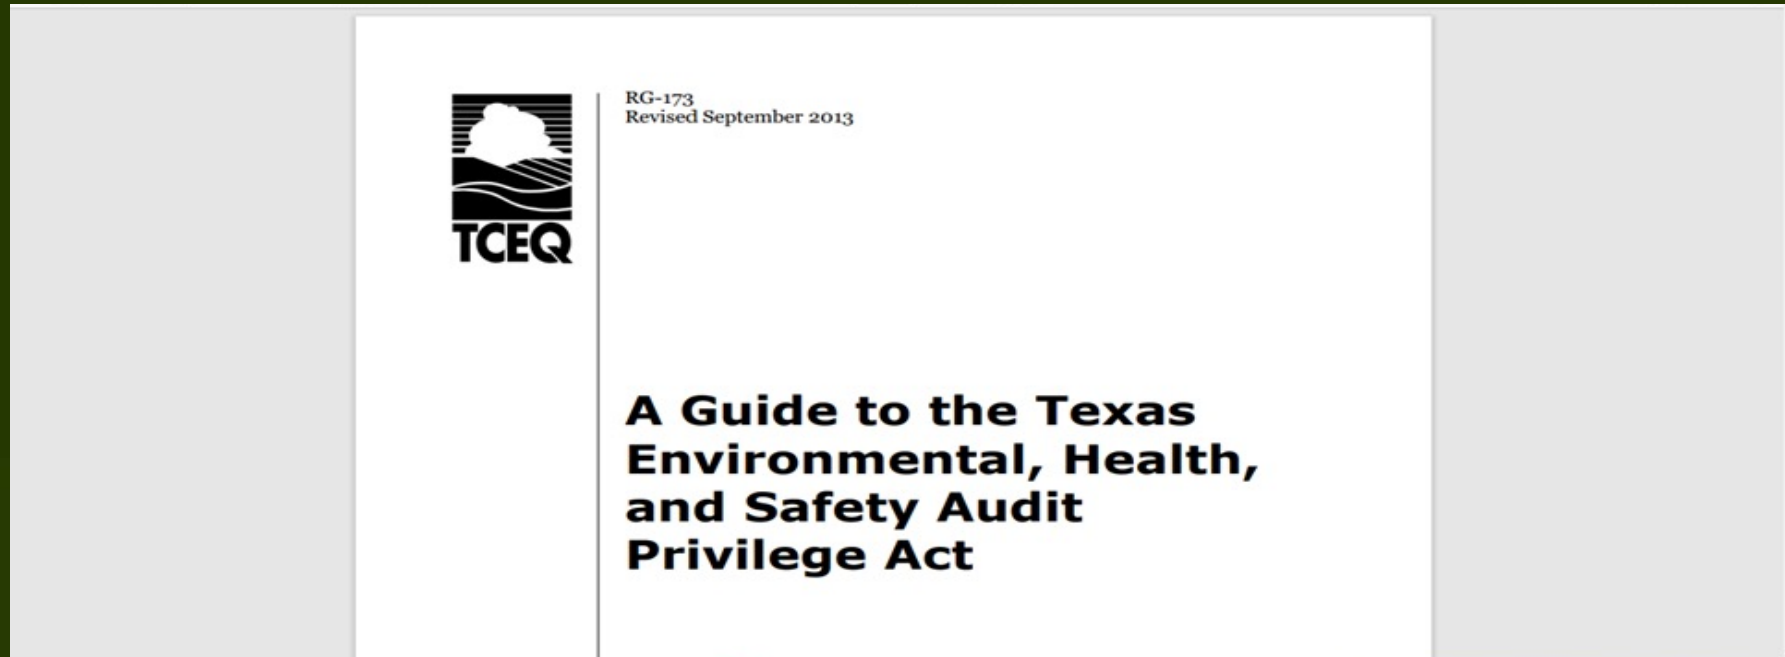 RG-173
Revised September 2013
TCEQ
A Guide to the Texas
Environmental, Health,
and Safety Audit
Privilege Act